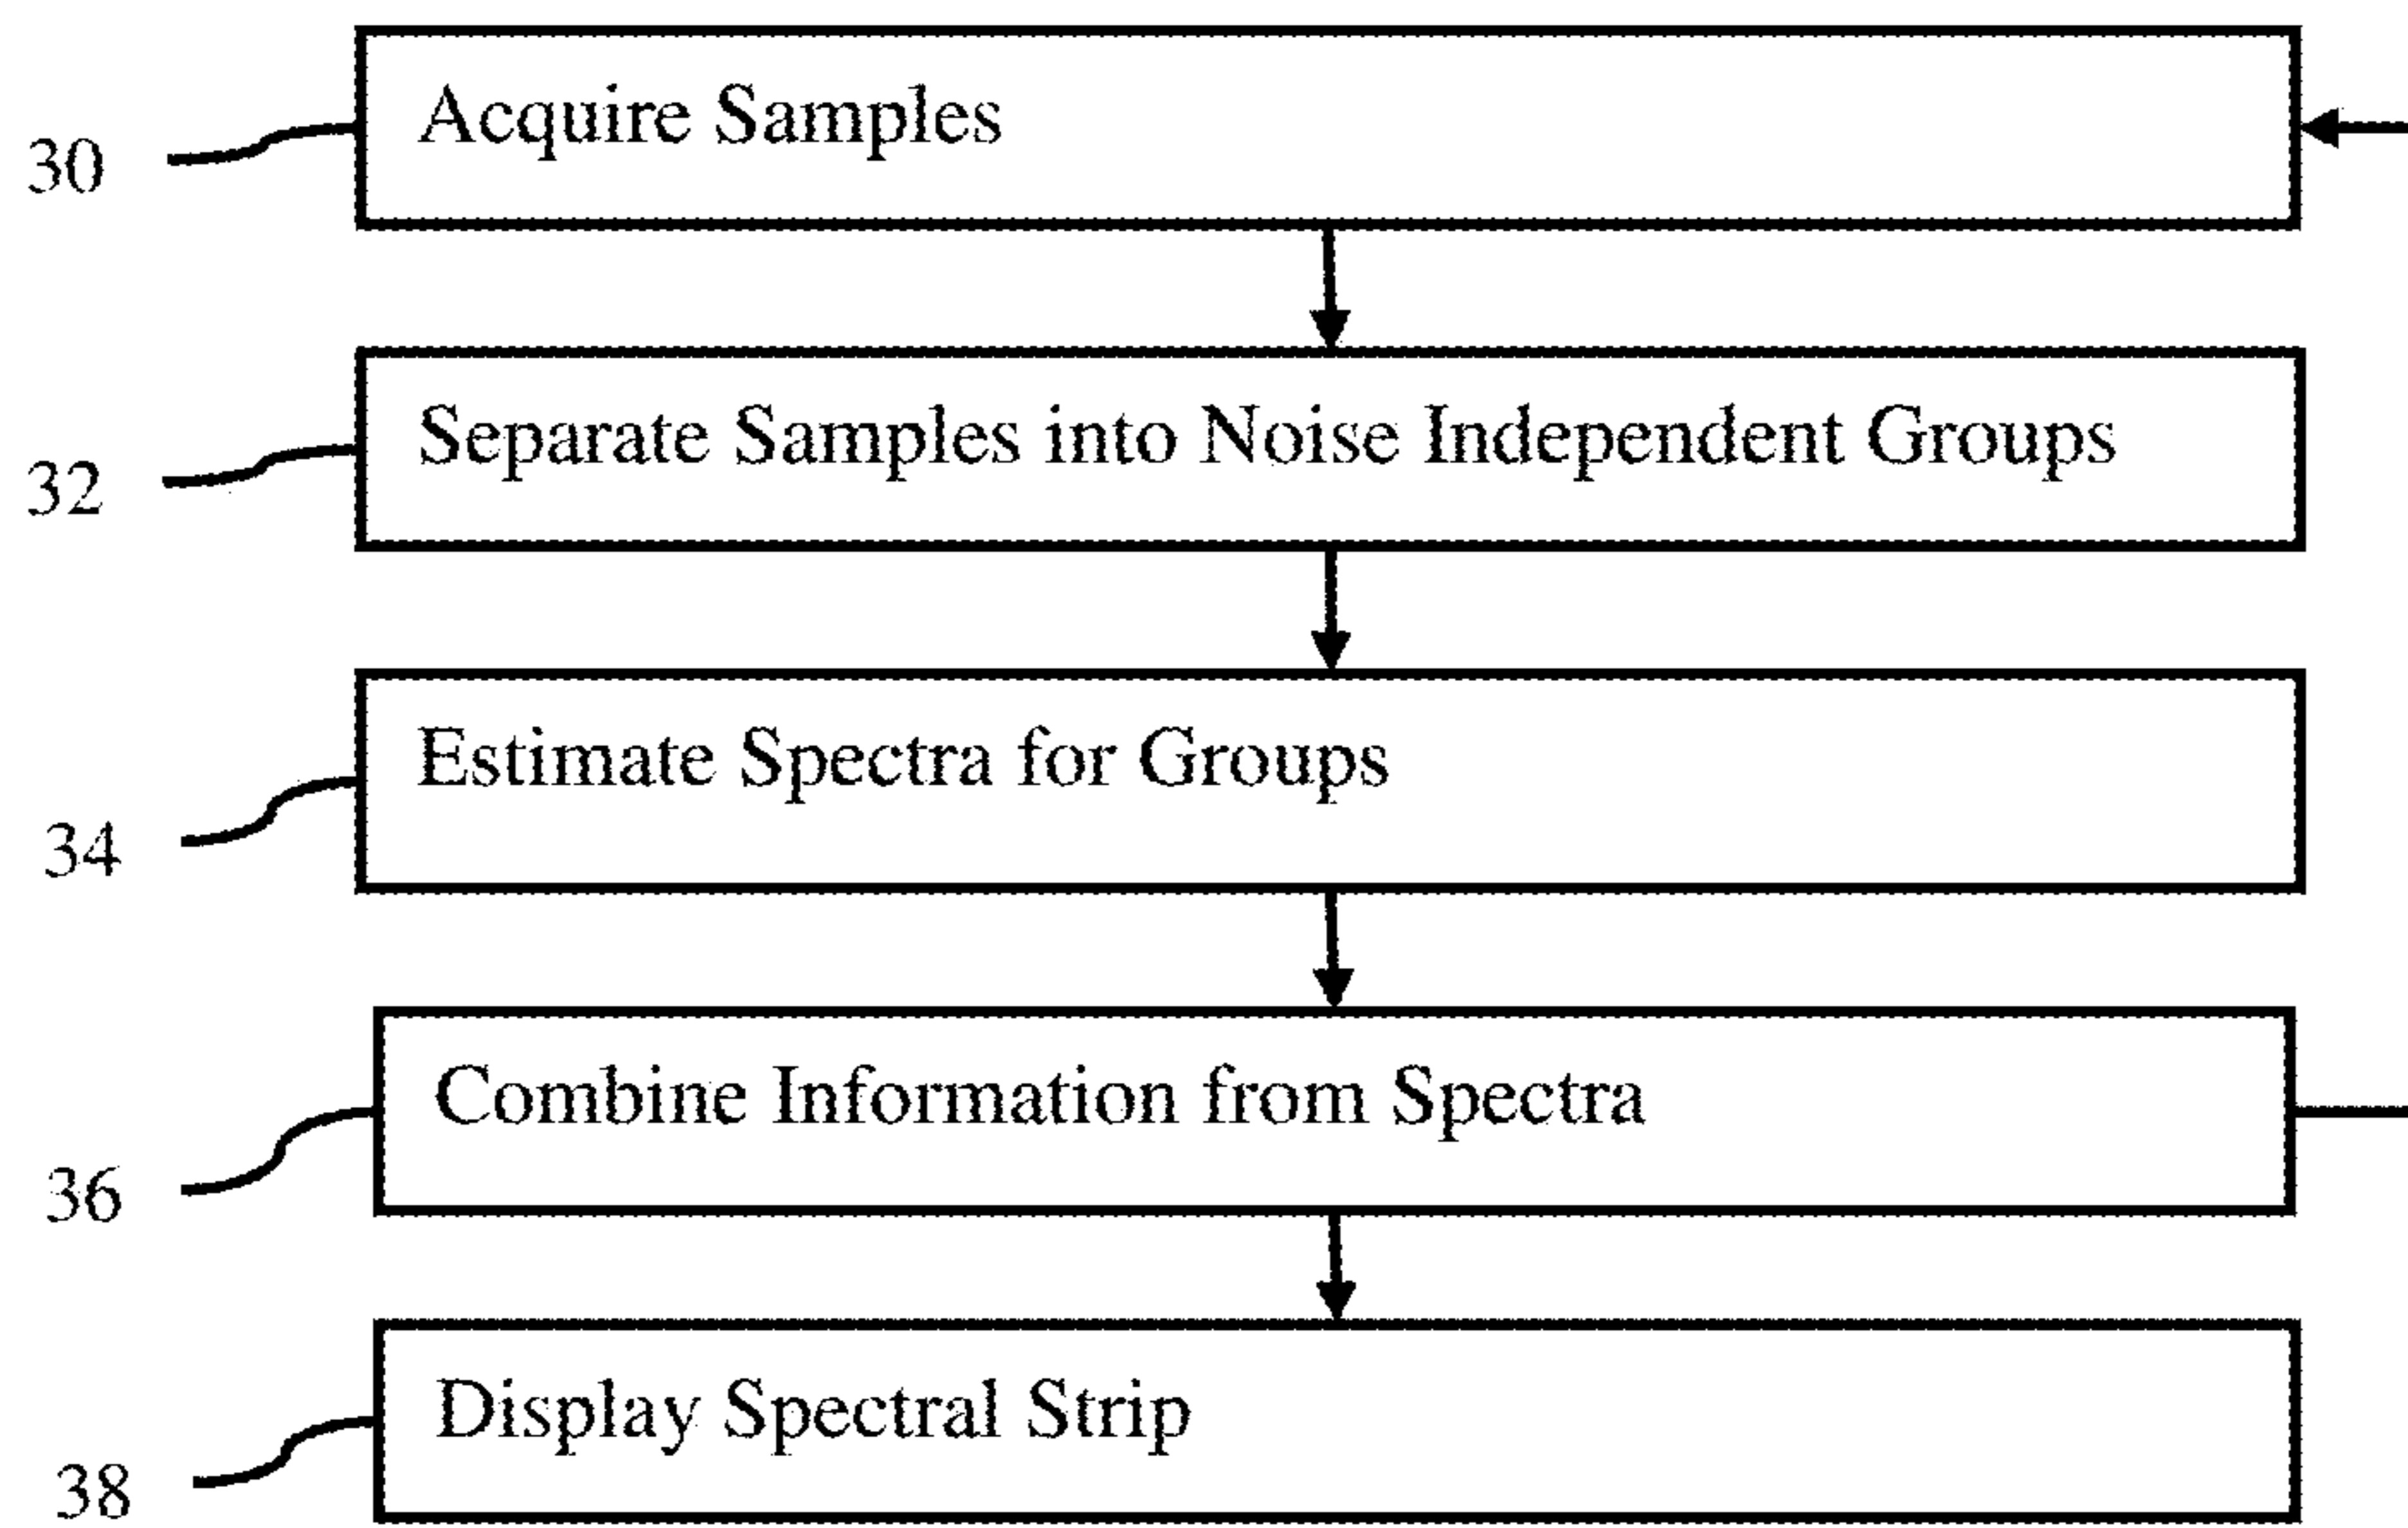 30 Acquire Samples
32 Separate Samples into Noise Independent Groups
34 Estimate Spectra for Groups
36 Combine Information from Spectra
38 Display Spectral Strip